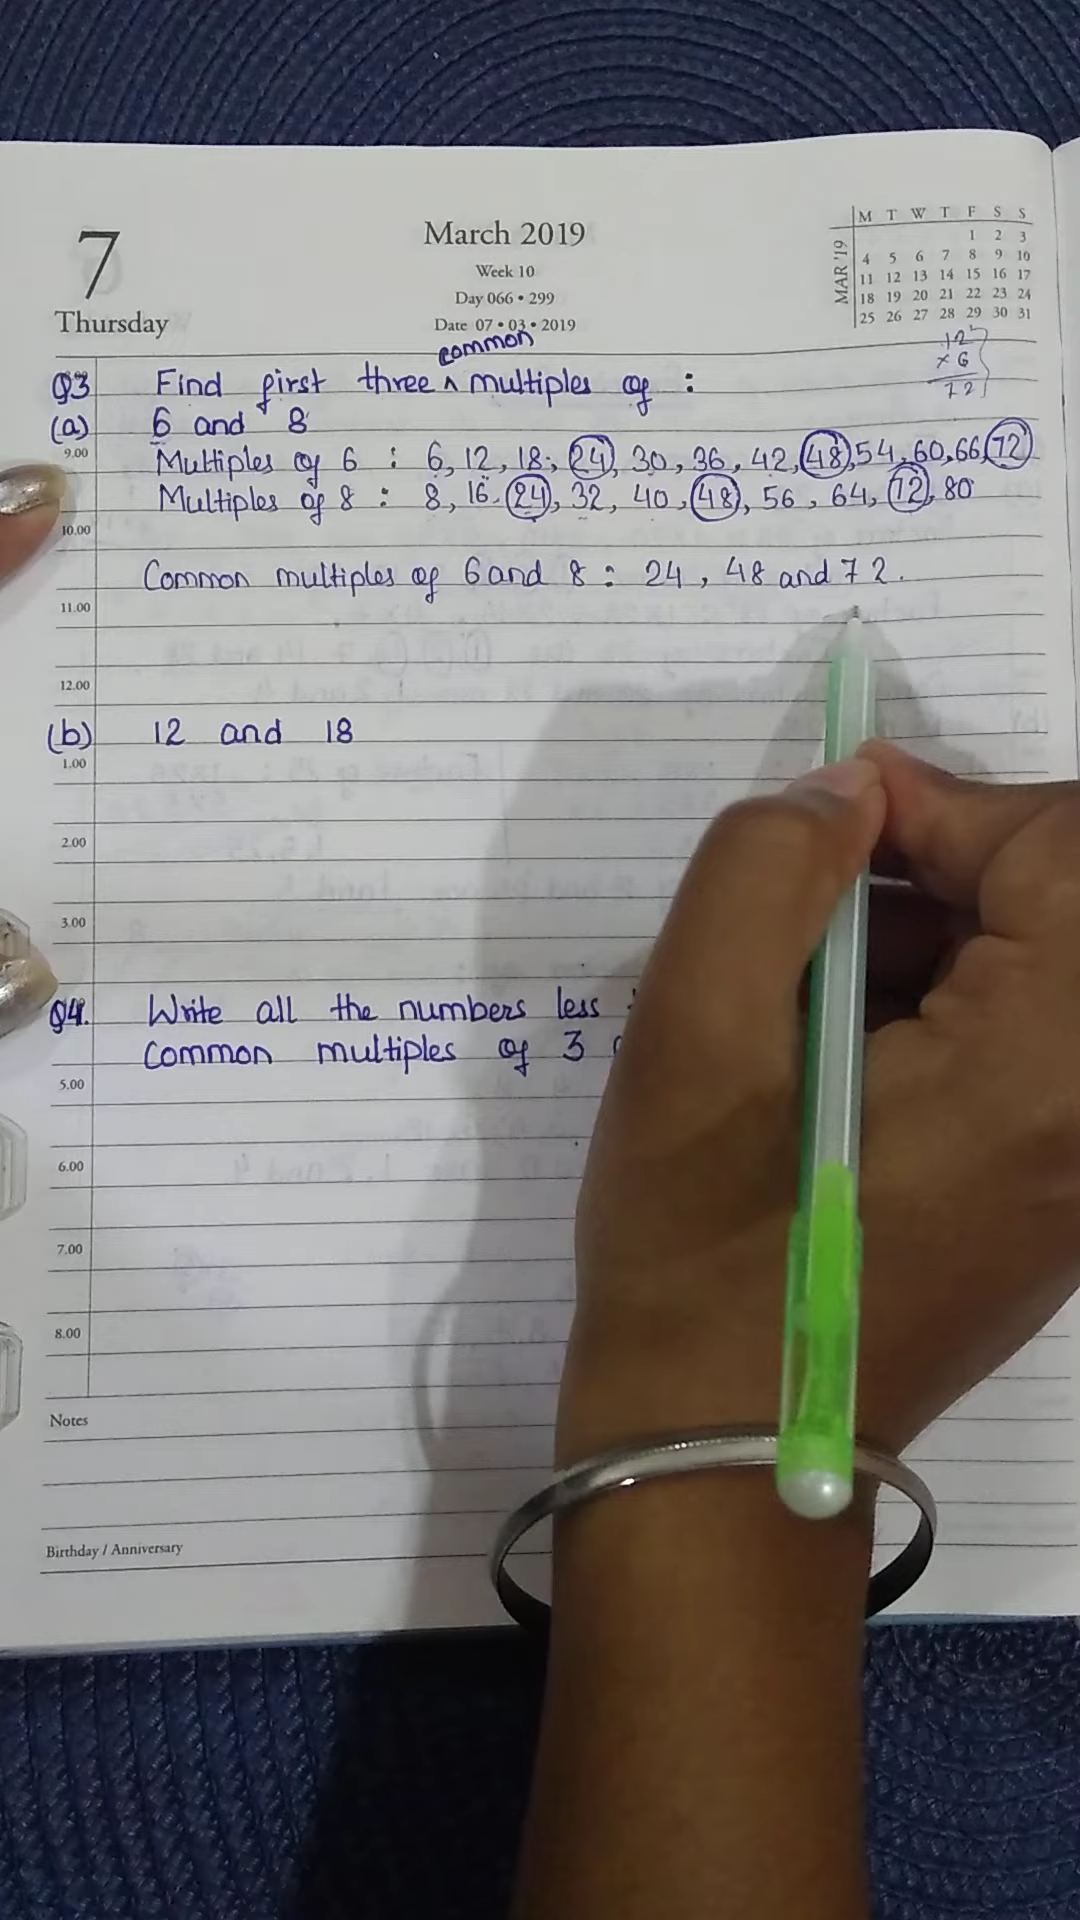 7
Thursday
March 2019
Week 10
Day 066 • 299
Date 07 • 03 • 2019
MAR '19
M T W T F S S
1 2 3
4 5 6 7 8 9 10
11 12 13 14 15 16 17
18 19 20 21 22 23 24
25 26 27 28 29 30 31
12
× 6
72
common
Q3 Find first three ^ multiples of :
(a) 6 and 8
9.00
Multiples of 6 : 6, 12, 18, 24, 30, 36, 42, 48, 54, 60, 66, 72
Multiples of 8 : 8, 16, 24, 32, 40, 48, 56, 64, 72, 80
10.00
Common multiples of 6 and 8 : 24, 48 and 72.
11.00
12.00
(b) 12 and 18
1.00
2.00
3.00
Q4. Write all the numbers less
common multiples of 3
5.00
6.00
7.00
8.00
Notes
Birthday / Anniversary